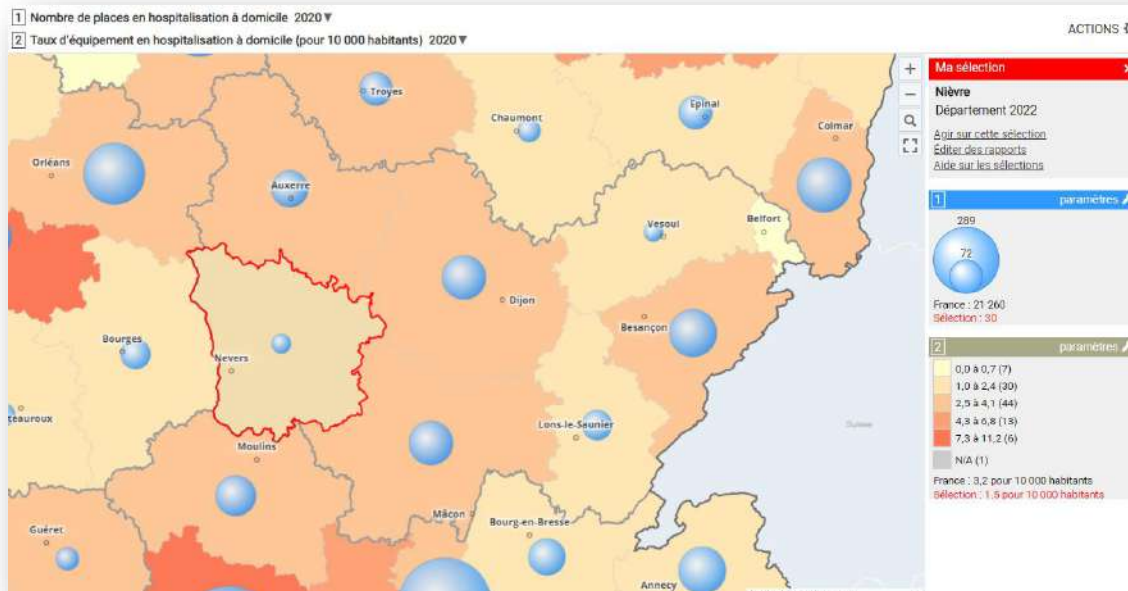 1 Nombre de places en hospitalisation à domicile 2020▼
2 Taux d'équipement en hospitalisation à domicile (pour 10 000 habitants) 2020▼
ACTIONS
Troyes
Chaumont
Epinal
Colmar
Orléans
Auxerre
Vesoul
Belfort
Dijon
Besançon
Bourges
Nevers
teauroux
Lons-le-Saunier
Moulins
Mâcon
Bourg-en-Bresse
Guéret
Annecy
Suisse
+
−
Ma sélection
Nièvre
Département 2022
Agir sur cette sélection
Éditer des rapports
Aide sur les sélections
1 paramètres
289
72
France : 21 260
Sélection : 30
2 paramètres
0,0 à 0,7 (7)
1,0 à 2,4 (30)
2,5 à 4,1 (44)
4,3 à 6,8 (13)
7,3 à 11,2 (6)
N/A (1)
France : 3,2 pour 10 000 habitants
Sélection : 1,5 pour 10 000 habitants